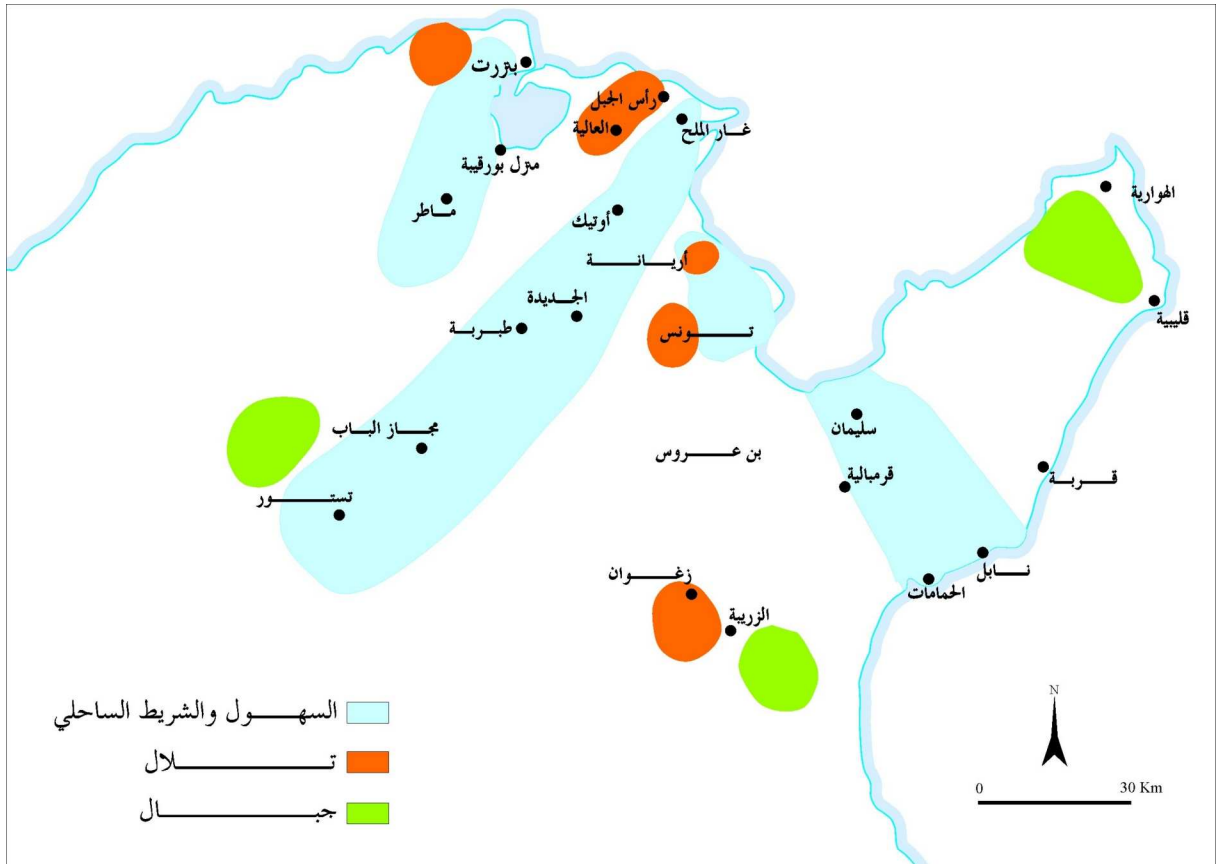 بنزرت
رأس الجبل
غار الملح
العالية
منزل بورقيبة
الهوارية
ماطر
أوتيك
أريانة
الجديدة
قليبية
طبربة
تونس
سليمان
مجاز الباب
بن عروس
قربة
قرمبالية
تستور
نابل
زغوان
الحمامات
الزريبة
السهول والشريط الساحلي
تلال
جبال
N
0 30 Km